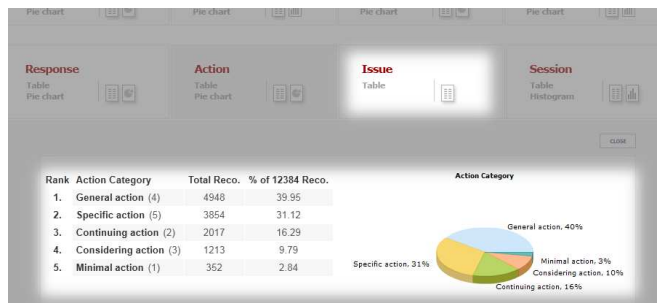 Pie chart
Pie chart
Pie chart
Pie chart
Response
Table
Pie chart
Action
Table
Pie chart
Issue
Table
Session
Table
Histogram
CLOSE
Rank Action Category Total Reco. % of 12384 Reco.
1. General action (4) 4948 39.95
2. Specific action (5) 3854 31.12
3. Continuing action (2) 2017 16.29
4. Considering action (3) 1213 9.79
5. Minimal action (1) 352 2.84
Action Category
General action, 40%
Minimal action, 3%
Specific action, 31%
Considering action, 10%
Continuing action, 16%